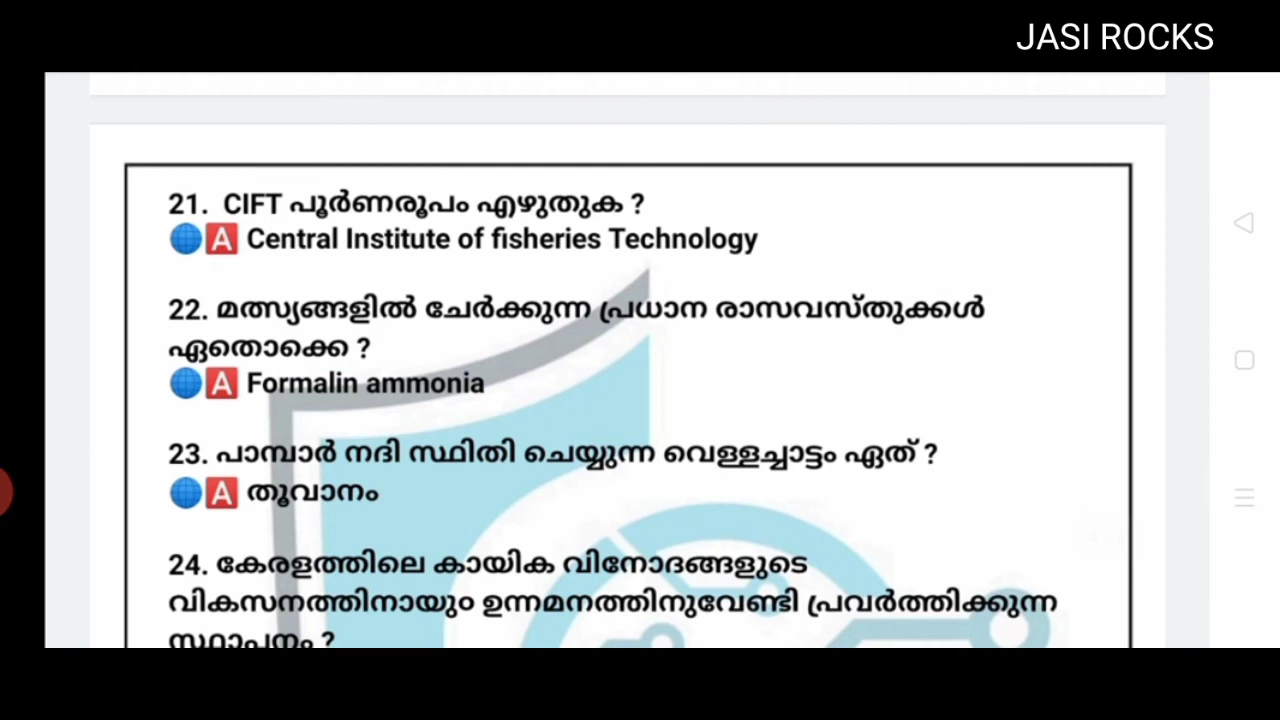 JASI ROCKS
21. CIFT പൂർണരൂപം എഴുതുക ?
A Central Institute of fisheries Technology
22. മത്സ്യങ്ങളിൽ ചേർക്കുന്ന പ്രധാന രാസവസ്തുക്കൾ
ഏതൊക്കെ ?
A Formalin ammonia
23. പാമ്പാർ നദി സ്ഥിതി ചെയ്യുന്ന വെള്ളച്ചാട്ടം ഏത് ?
A തൂവാനം
24. കേരളത്തിലെ കായിക വിനോദങ്ങളുടെ
വികസനത്തിനായും ഉന്നമനത്തിനുവേണ്ടി പ്രവർത്തിക്കുന്ന
സ്ഥാപനം ?